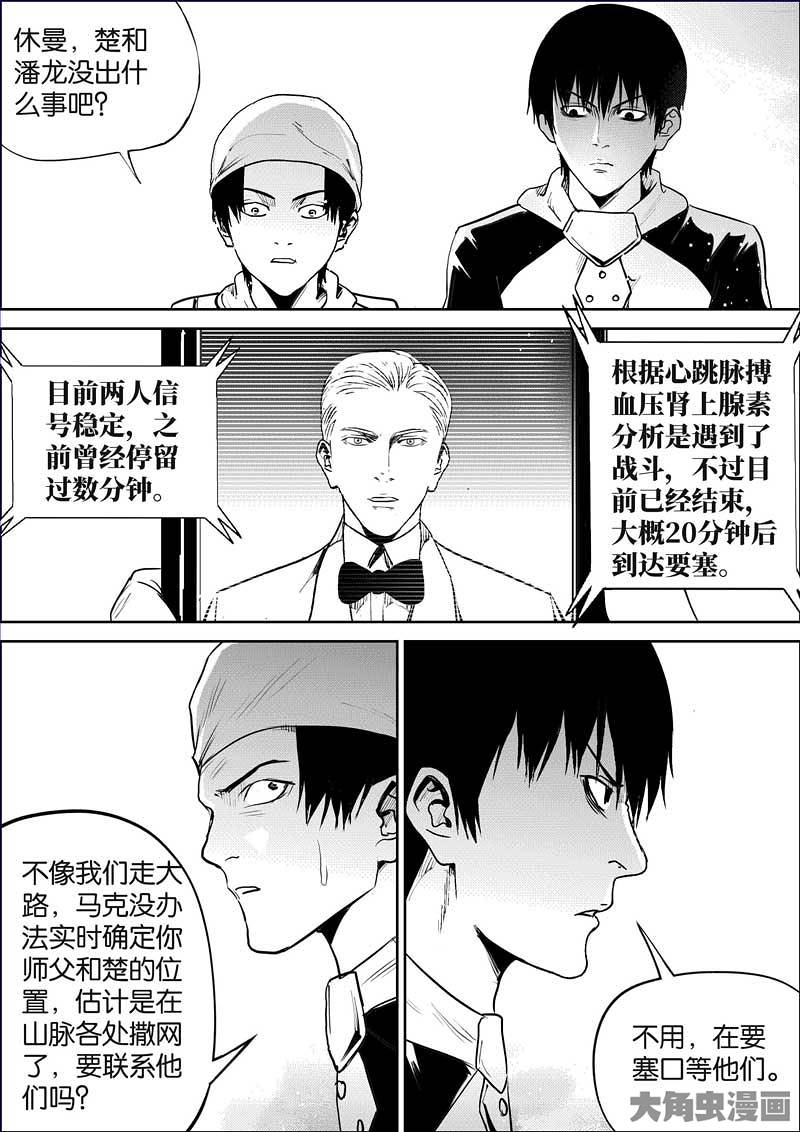 休曼，楚和
潘龙没出什
么事吧？
目前两人信
号稳定，之
前曾经停留
过数分钟。
根据心跳脉搏
血压肾上腺素
分析是遇到了
战斗，不过目
前已经结束，
大概20分钟后
到达要塞。
不像我们走大
路，马克没办
法实时确定你
师父和楚的位
置，估计是在
山脉各处撒网
了，要联系他
们吗？
不用，在要
塞口等他们。
大角虫漫画